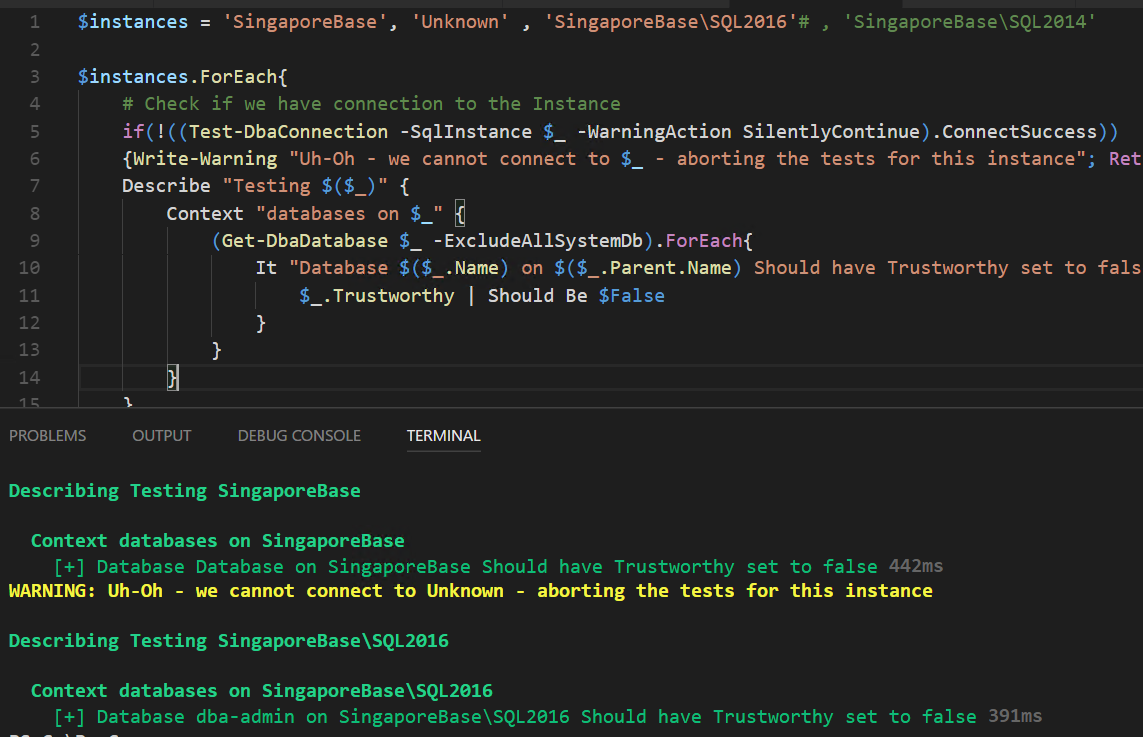 1 $instances = 'SingaporeBase', 'Unknown' , 'SingaporeBase\SQL2016'# , 'SingaporeBase\SQL2014'
2
3 $instances.ForEach{
4 # Check if we have connection to the Instance
5 if(!((Test-DbaConnection -SqlInstance $_ -WarningAction SilentlyContinue).ConnectSuccess))
6 {Write-Warning "Uh-Oh - we cannot connect to $_ - aborting the tests for this instance"; Ret
7 Describe "Testing $($_)" {
8 Context "databases on $_" {
9 (Get-DbaDatabase $_ -ExcludeAllSystemDb).ForEach{
10 It "Database $($_.Name) on $($_.Parent.Name) Should have Trustworthy set to fals
11 $_.Trustworthy | Should Be $False
12 }
13 }
14 }
15 }
PROBLEMS OUTPUT DEBUG CONSOLE TERMINAL
Describing Testing SingaporeBase
Context databases on SingaporeBase
[+] Database Database on SingaporeBase Should have Trustworthy set to false 442ms
WARNING: Uh-Oh - we cannot connect to Unknown - aborting the tests for this instance
Describing Testing SingaporeBase\SQL2016
Context databases on SingaporeBase\SQL2016
[+] Database dba-admin on SingaporeBase\SQL2016 Should have Trustworthy set to false 391ms